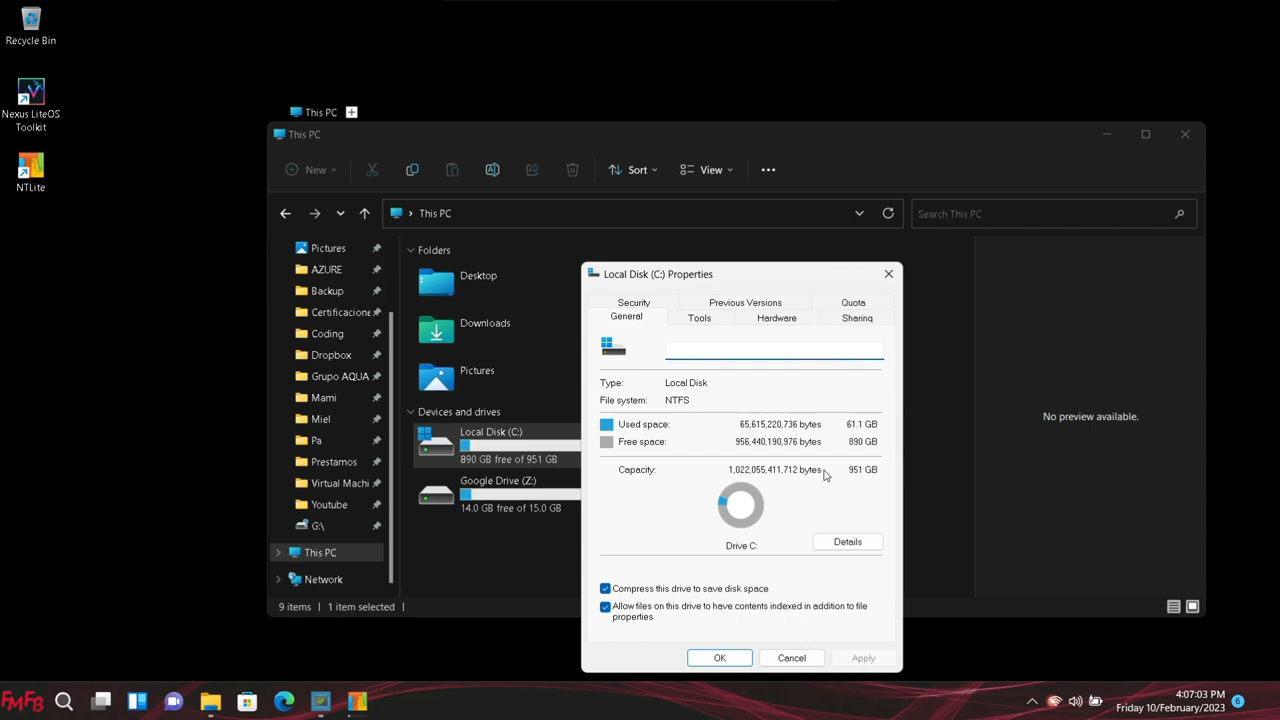 Recycle Bin
Nexus LiteOS
Toolkit
NTLite
This PC
This PC
New
Sort
View
This PC
Search This PC
Pictures
AZURE
Backup
Certificacione
Coding
Dropbox
Grupo AQUA
Mami
Miel
Pa
Prestamos
Virtual Machi
Youtube
G:\
This PC
Network
Folders
Desktop
Downloads
Pictures
Devices and drives
Local Disk (C:)
890 GB free of 951 GB
Google Drive (Z:)
14.0 GB free of 15.0 GB
No preview available.
9 items
1 item selected
Local Disk (C:) Properties
Security
Previous Versions
Quota
General
Tools
Hardware
Sharing
Type: Local Disk
File system: NTFS
Used space: 65,615,220,736 bytes 61.1 GB
Free space: 956,440,190,976 bytes 890 GB
Capacity: 1,022,055,411,712 bytes 951 GB
Drive C:
Details
Compress this drive to save disk space
Allow files on this drive to have contents indexed in addition to file
properties
OK
Cancel
Apply
FMFB
4:07:03 PM
Friday 10/February/2023
6